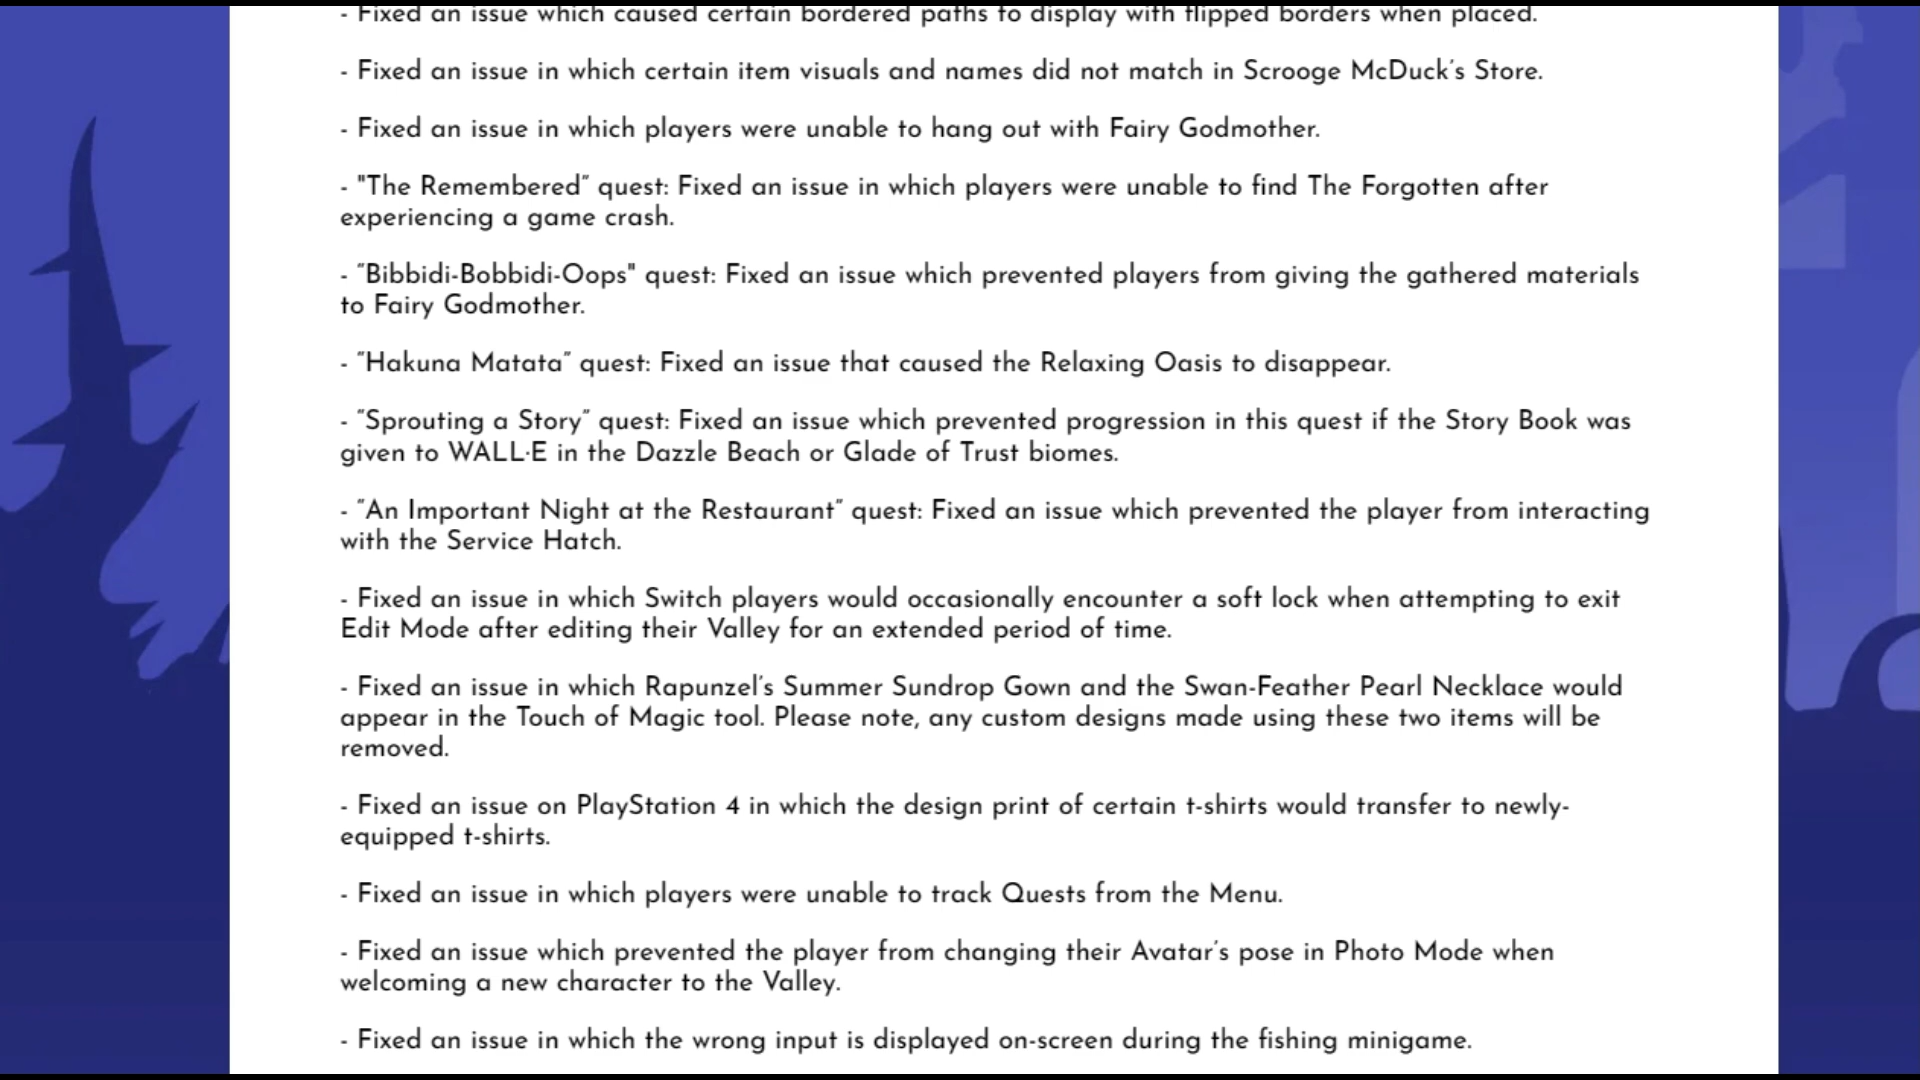 - Fixed an issue which caused certain bordered paths to display with flipped borders when placed.
- Fixed an issue in which certain item visuals and names did not match in Scrooge McDuck's Store.
- Fixed an issue in which players were unable to hang out with Fairy Godmother.
- "The Remembered" quest: Fixed an issue in which players were unable to find The Forgotten after
experiencing a game crash.
- "Bibbidi-Bobbidi-Oops" quest: Fixed an issue which prevented players from giving the gathered materials
to Fairy Godmother.
- "Hakuna Matata" quest: Fixed an issue that caused the Relaxing Oasis to disappear.
- "Sprouting a Story" quest: Fixed an issue which prevented progression in this quest if the Story Book was
given to WALL·E in the Dazzle Beach or Glade of Trust biomes.
- "An Important Night at the Restaurant" quest: Fixed an issue which prevented the player from interacting
with the Service Hatch.
- Fixed an issue in which Switch players would occasionally encounter a soft lock when attempting to exit
Edit Mode after editing their Valley for an extended period of time.
- Fixed an issue in which Rapunzel's Summer Sundrop Gown and the Swan-Feather Pearl Necklace would
appear in the Touch of Magic tool. Please note, any custom designs made using these two items will be
removed.
- Fixed an issue on PlayStation 4 in which the design print of certain t-shirts would transfer to newly-
equipped t-shirts.
- Fixed an issue in which players were unable to track Quests from the Menu.
- Fixed an issue which prevented the player from changing their Avatar's pose in Photo Mode when
welcoming a new character to the Valley.
- Fixed an issue in which the wrong input is displayed on-screen during the fishing minigame.